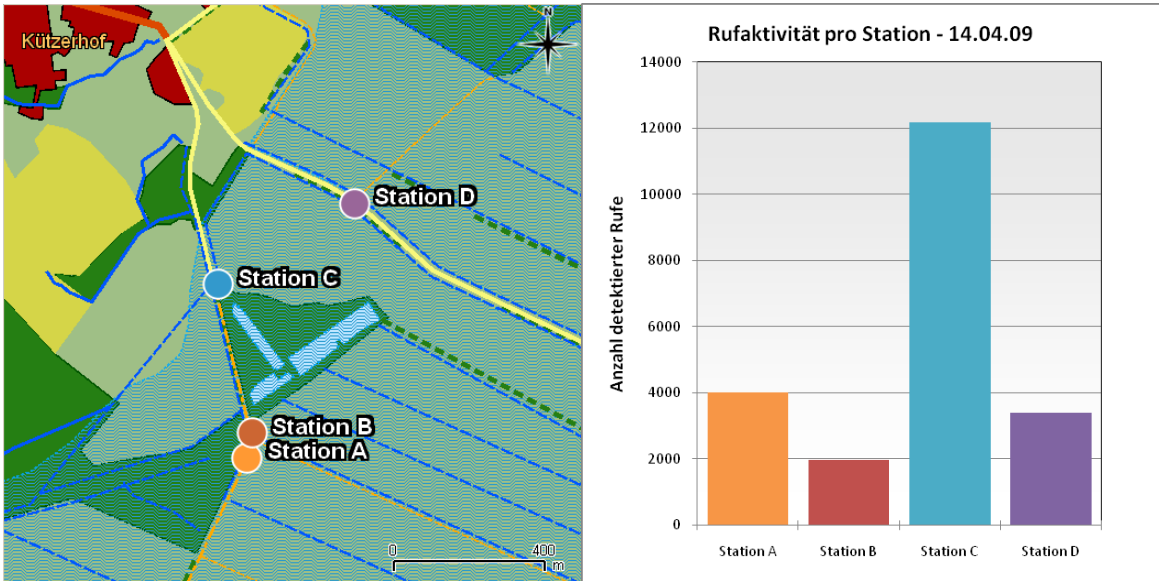 Kützerhof
N
Station D
Station C
Station B
Station A
0 400
m
Rufaktivität pro Station - 14.04.09
Anzahl detektierter Rufe
14000
12000
10000
8000
6000
4000
2000
0
Station A Station B Station C Station D